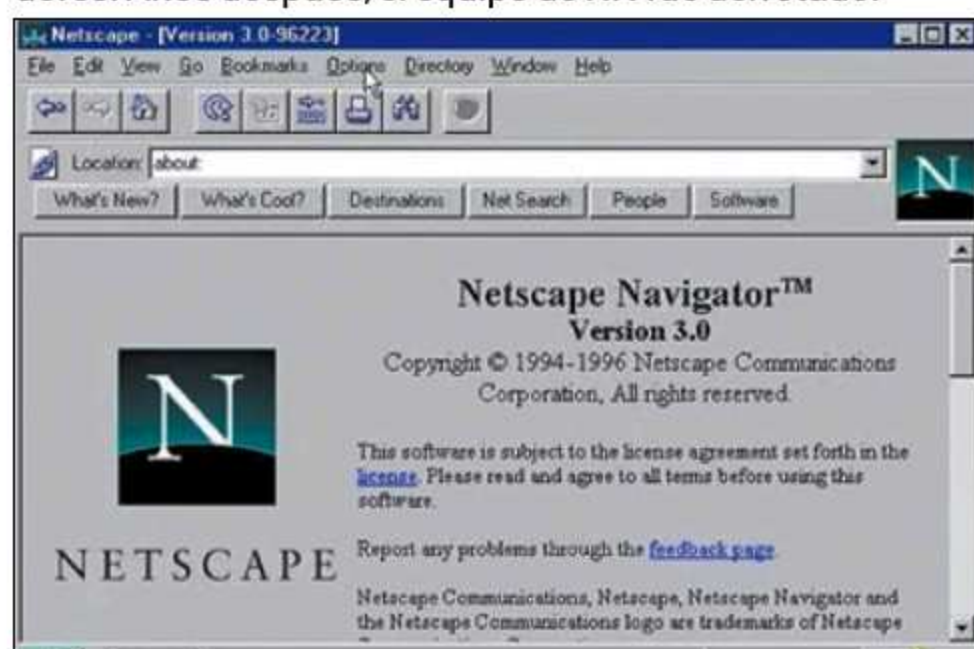 Netscape - [Version 3.0-96223]
File Edit View Go Bookmarks Options Directory Window Help
Location: about:
What's New? What's Cool? Destinations Net Search People Software
N
N
NETSCAPE
Netscape Navigator™
Version 3.0
Copyright © 1994-1996 Netscape Communications
Corporation, All rights reserved.
This software is subject to the license agreement set forth in the
license. Please read and agree to all terms before using this
software.
Report any problems through the feedback page.
Netscape Communications, Netscape, Netscape Navigator and
the Netscape Communications logo are trademarks of Netscape